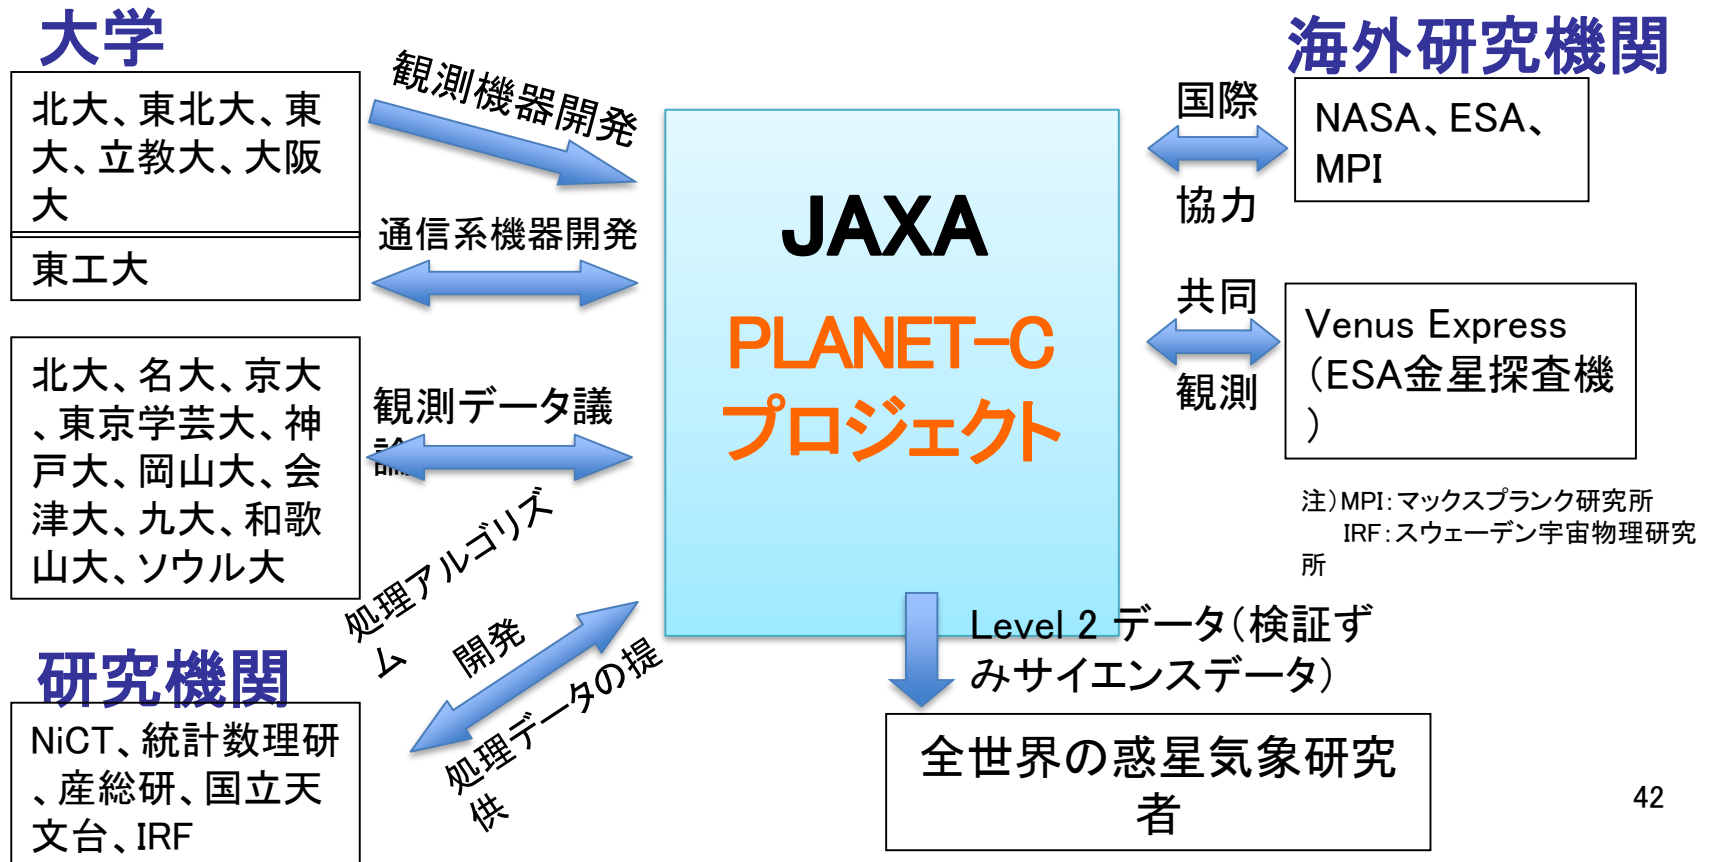 大学
北大、東北大、東
大、立教大、大阪
大
東工大
北大、名大、京大
、東京学芸大、神
戸大、岡山大、会
津大、九大、和歌
山大、ソウル大
研究機関
NiCT、統計数理研
、産総研、国立天
文台、IRF
観測機器開発
通信系機器開発
観測データ議
論
処理アルゴリズ
ム 開発
処理データの提
供
JAXA
PLANET-C
プロジェクト
海外研究機関
国際
協力
NASA、ESA、
MPI
共同
観測
Venus Express
(ESA金星探査機
)
注)MPI:マックスプランク研究所
IRF:スウェーデン宇宙物理研究
所
Level 2 データ(検証ず
みサイエンスデータ)
全世界の惑星気象研究
者
42